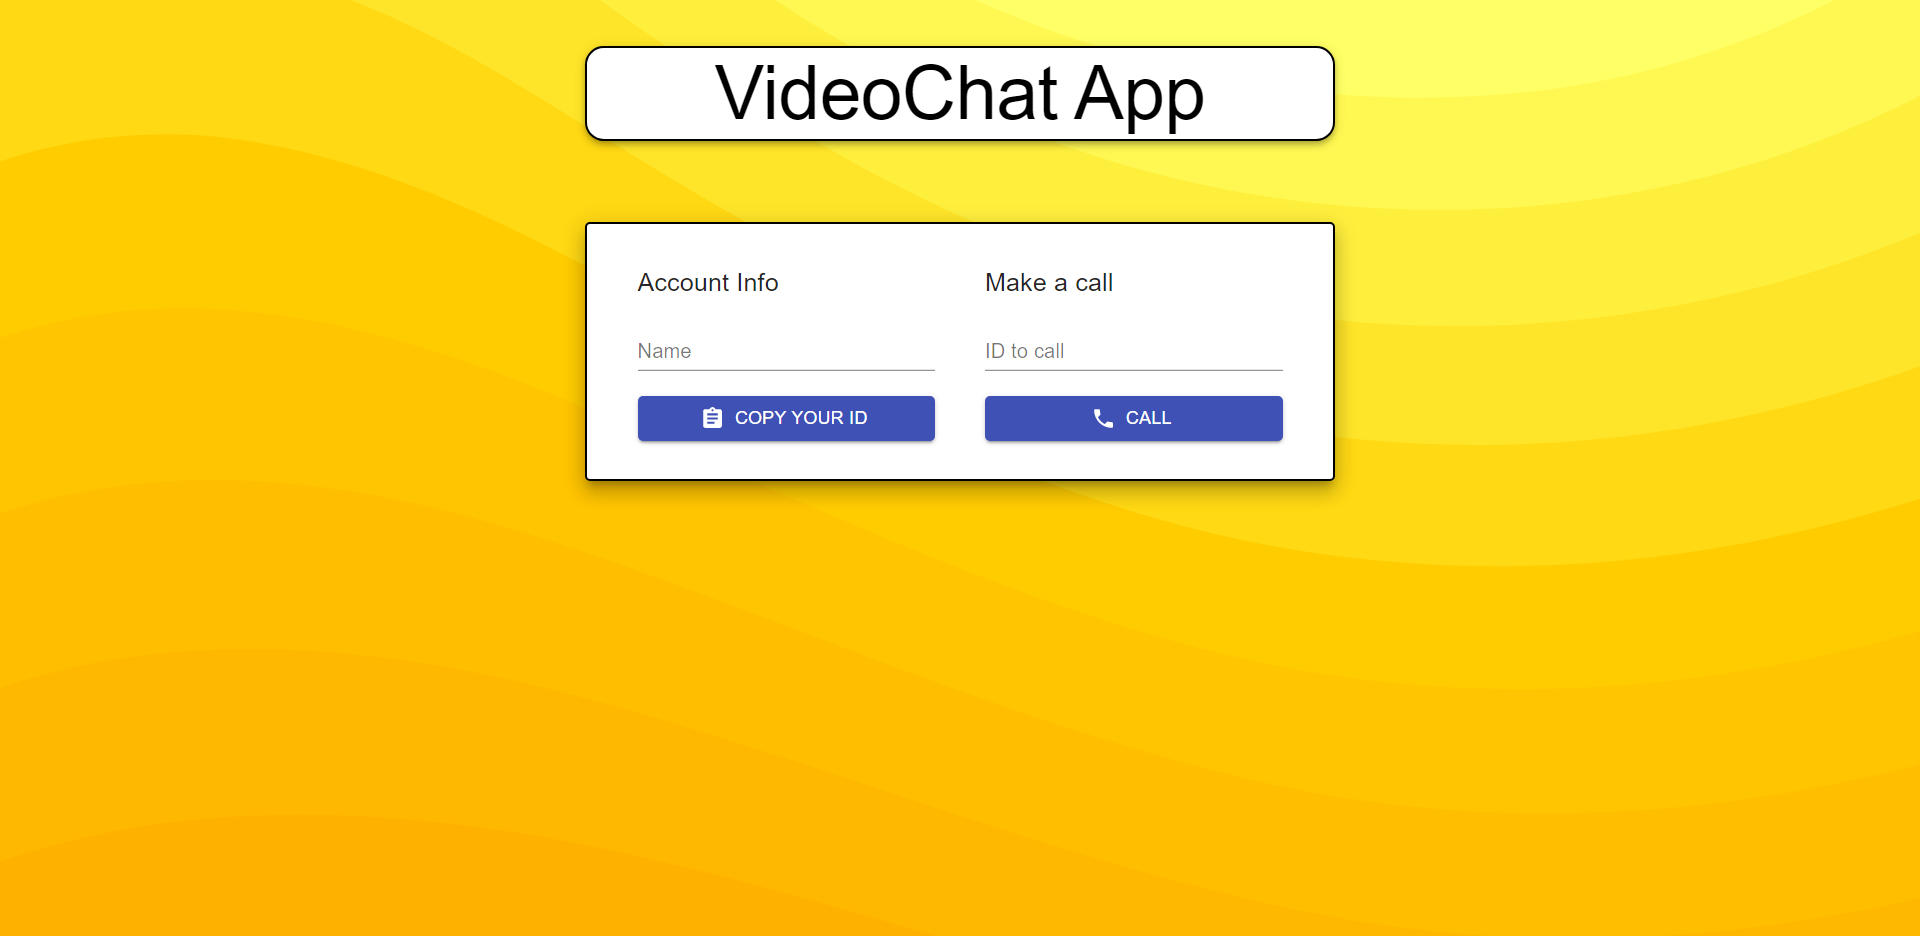 VideoChat App
Account Info
Name
COPY YOUR ID
Make a call
ID to call
CALL